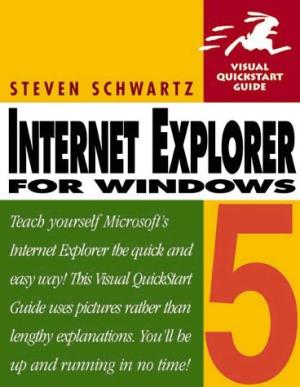 VISUAL
QUICKSTART
GUIDE
STEVEN SCHWARTZ
INTERNET EXPLORER
FOR WINDOWS
5
Teach yourself Microsoft's
Internet Explorer the quick and
easy way! This Visual QuickStart
Guide uses pictures rather than
lengthy explanations. You'll be
up and running in no time!